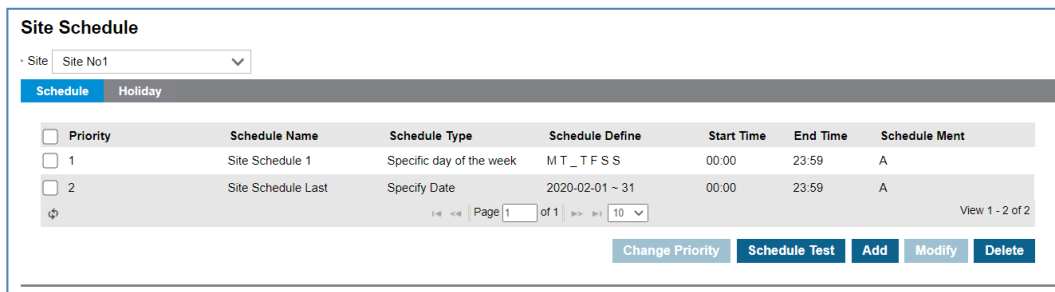 Site Schedule
· Site Site No1
Schedule Holiday
Priority Schedule Name Schedule Type Schedule Define Start Time End Time Schedule Ment
1 Site Schedule 1 Specific day of the week M T _ T F S S 00:00 23:59 A
2 Site Schedule Last Specify Date 2020-02-01 ~ 31 00:00 23:59 A
Page 1 of 1 10 View 1 - 2 of 2
Change Priority Schedule Test Add Modify Delete